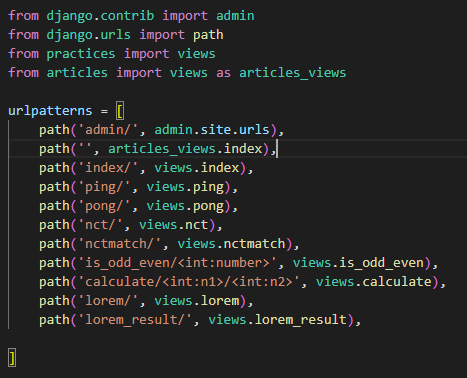 from django.contrib import admin
from django.urls import path
from practices import views
from articles import views as articles_views
urlpatterns = [
path('admin/', admin.site.urls),
path('', articles_views.index),
path('index/', views.index),
path('ping/', views.ping),
path('pong/', views.pong),
path('nct/', views.nct),
path('nctmatch/', views.nctmatch),
path('is_odd_even/<int:number>', views.is_odd_even),
path('calculate/<int:n1>/<int:n2>', views.calculate),
path('lorem/', views.lorem),
path('lorem_result/', views.lorem_result),
]